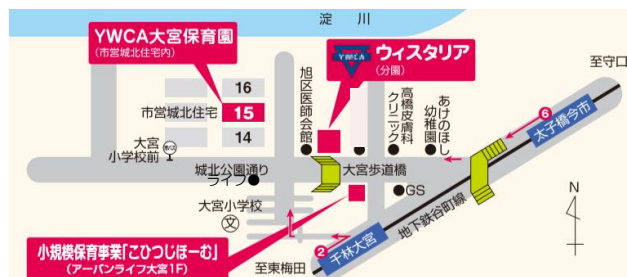 淀 川
YWCA大宮保育園
(市営城北住宅内)
YWCA
ウィスタリア
(分園)
至守口
16
市営城北住宅
15
14
旭区医師会館
高橋皮膚科
クリニック
あけのほし
幼稚園
6
太子橋今市
大宮
小学校前
バス
城北公園通り
ライフ
大宮歩道橋
GS
地下鉄谷町線
N
大宮小学校
文
小規模保育事業「こひつじほーむ」
(アーバンライフ大宮1F)
2
千林大宮
至東梅田